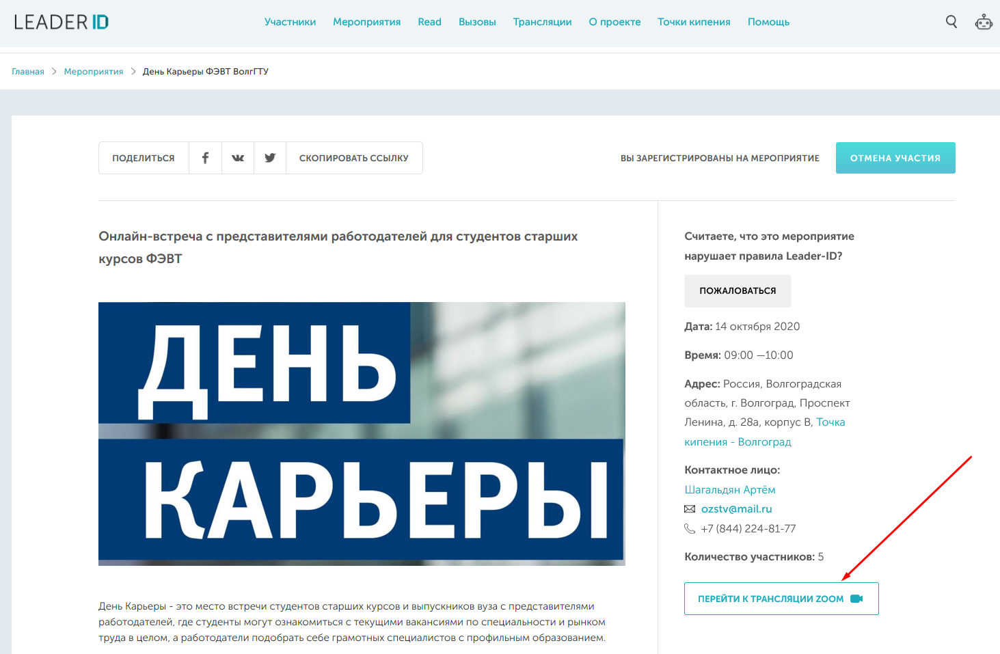 LEADER ID
Участники Мероприятия Read Вызовы Трансляции О проекте Точки кипения Помощь
Главная Мероприятия День Карьеры ФЭВТ ВолгГТУ
ПОДЕЛИТЬСЯ СКОПИРОВАТЬ ССЫЛКУ ВЫ ЗАРЕГИСТРИРОВАНЫ НА МЕРОПРИЯТИЕ ОТМЕНА УЧАСТИЯ
Онлайн-встреча с представителями работодателей для студентов старших
курсов ФЭВТ
ДЕНЬ
КАРЬЕРЫ
День Карьеры - это место встречи студентов старших курсов и выпускников вуза с представителями
работодателей, где студенты могут ознакомиться с текущими вакансиями по специальности и рынком
труда в целом, а работодатели подобрать себе грамотных специалистов с профильным образованием.
Считаете, что это мероприятие
нарушает правила Leader-ID?
ПОЖАЛОВАТЬСЯ
Дата: 14 октября 2020
Время: 09:00 —10:00
Адрес: Россия, Волгоградская
область, г. Волгоград, Проспект
Ленина, д. 28а, корпус В, Точка
кипения - Волгоград
Контактное лицо:
Шагальдян Артём
ozstv@mail.ru
+7 (844) 224-81-77
Количество участников: 5
ПЕРЕЙТИ К ТРАНСЛЯЦИИ ZOOM